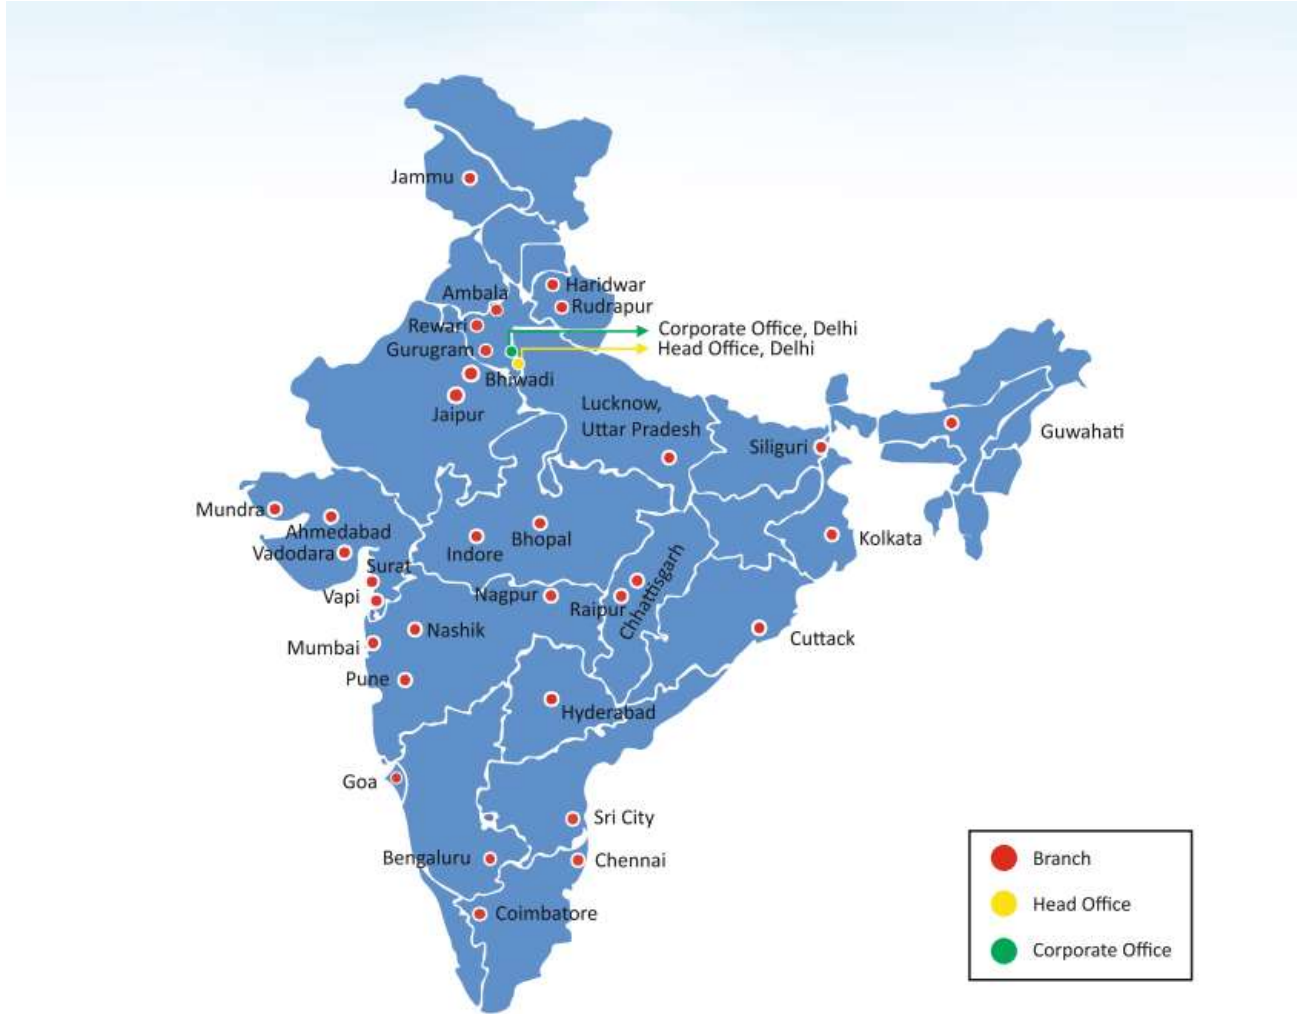 Jammu
Haridwar
Ambala
Rudrapur
Rewari
Corporate Office, Delhi
Gurugram
Head Office, Delhi
Bhiwadi
Jaipur
Lucknow,
Uttar Pradesh
Guwahati
Siliguri
Mundra
Ahmedabad
Bhopal
Kolkata
Vadodara
Indore
Surat
Chhattisgarh
Vapi
Nagpur
Raipur
Nashik
Cuttack
Mumbai
Pune
Hyderabad
Goa
Sri City
Bengaluru
Chennai
Coimbatore
Branch
Head Office
Corporate Office